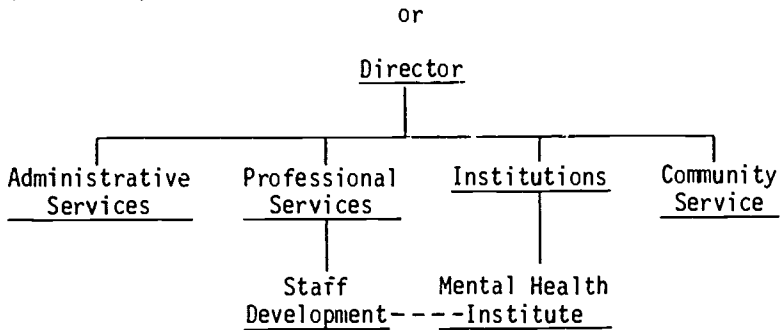 or
Director
Administrative Professional Institutions Community
Services Services Service
Staff Mental Health
Development----Institute